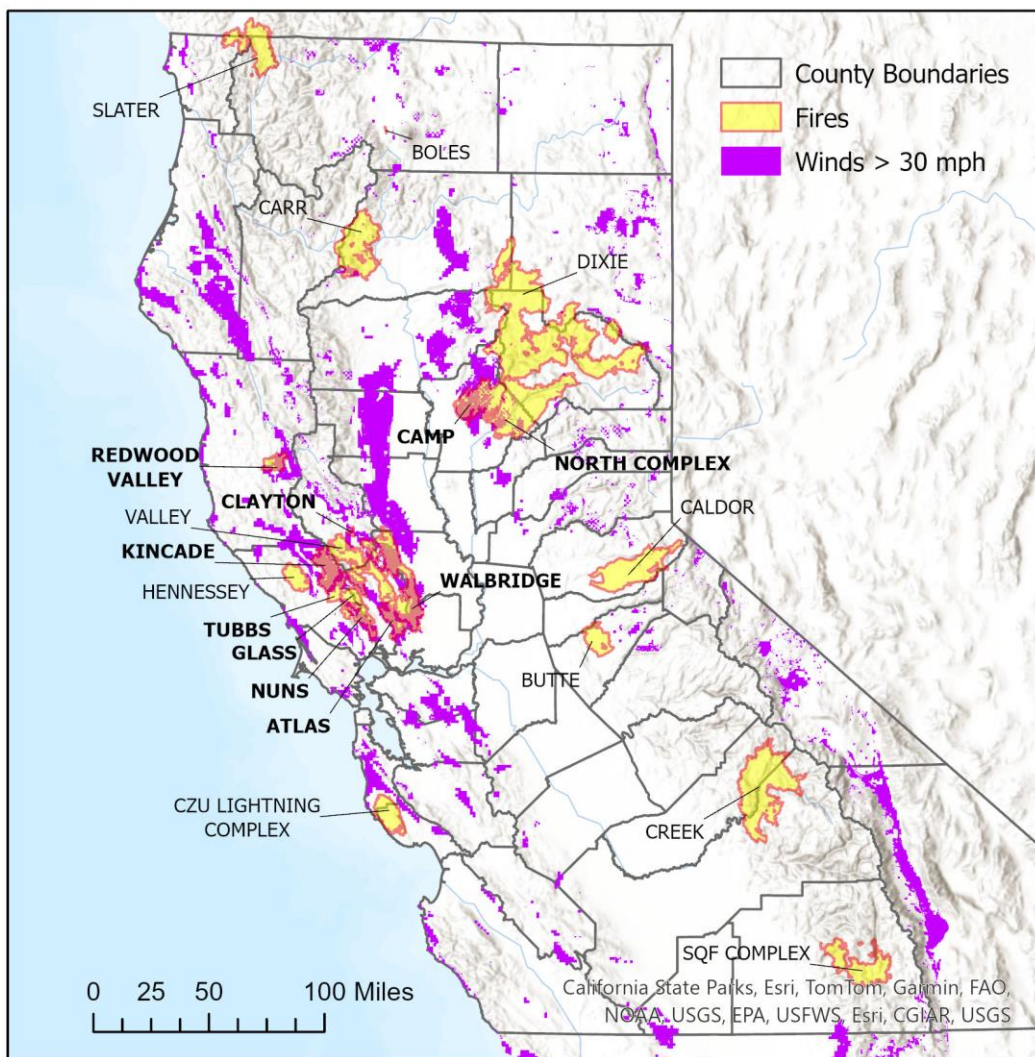 County Boundaries
Fires
Winds > 30 mph
SLATER
BOLES
CARR
DIXIE
CAMP
NORTH COMPLEX
REDWOOD
VALLEY
CLAYTON
VALLEY
CALDOR
KINCADE
WALBRIDGE
HENNESSEY
TUBBS
GLASS
BUTTE
NUNS
ATLAS
CZU LIGHTNING
COMPLEX
CREEK
SQF COMPLEX
0 25 50 100 Miles
California State Parks, Esri, TomTom, Garmin, FAO,
NOAA, USGS, EPA, USFWS, Esri, CGIAR, USGS